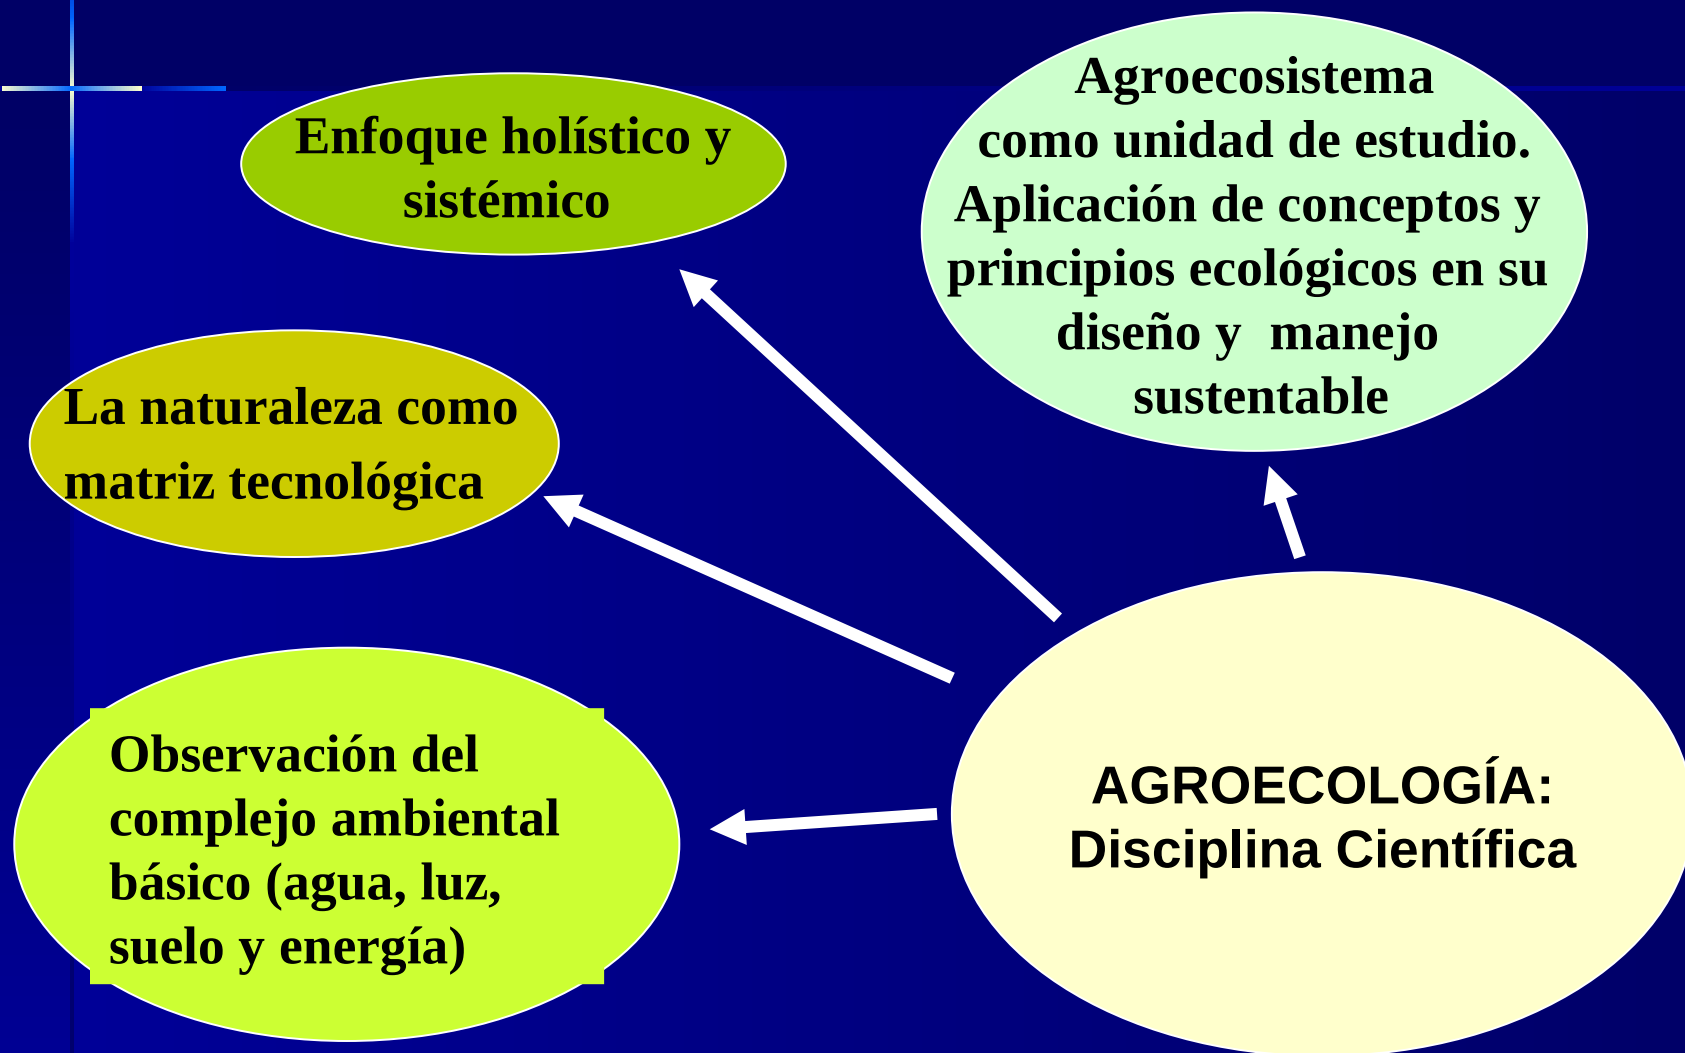 Enfoque holístico y
sistémico
Agroecosistema
como unidad de estudio.
Aplicación de conceptos y
principios ecológicos en su
diseño y  manejo
sustentable
La naturaleza como
matriz tecnológica
Observación del
complejo ambiental
básico (agua, luz,
suelo y energía)
AGROECOLOGÍA:
Disciplina Científica